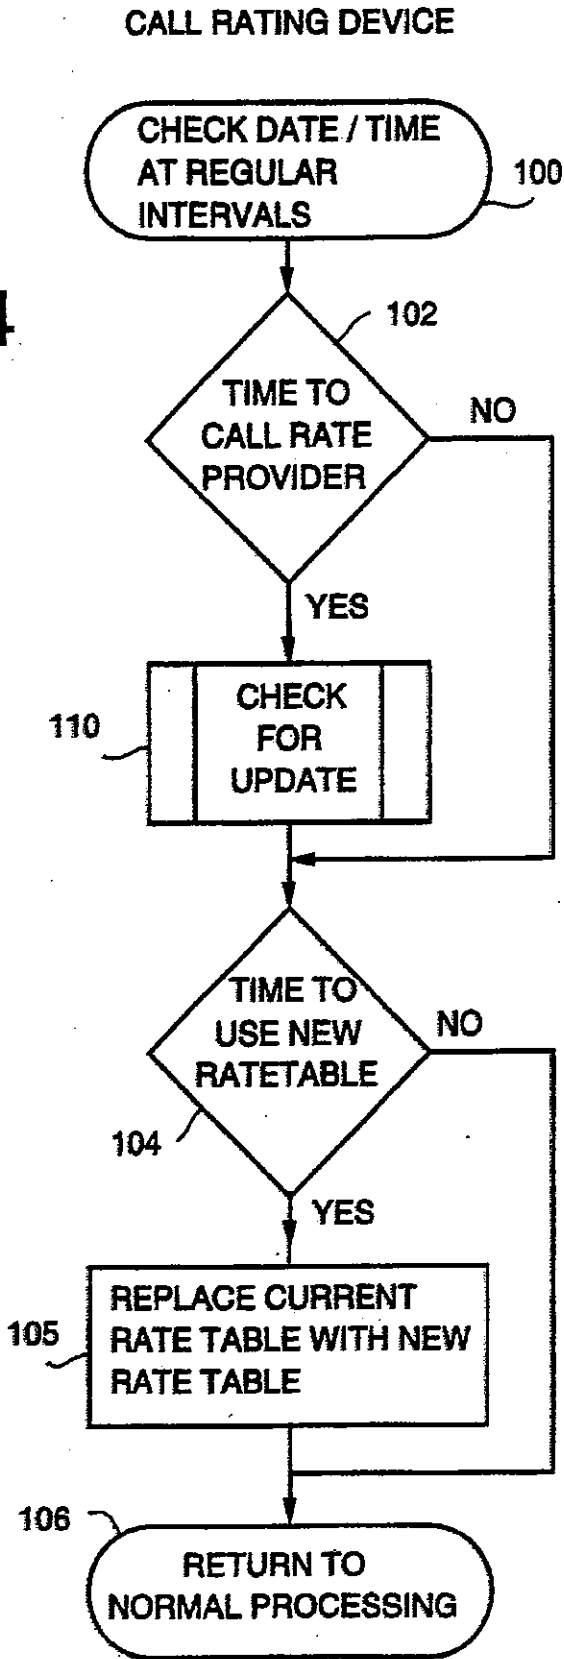 CALL RATING DEVICE
CHECK DATE / TIME
AT REGULAR
INTERVALS
100
4
102
TIME TO
CALL RATE
PROVIDER
NO
YES
110
CHECK
FOR
UPDATE
TIME TO
USE NEW
RATETABLE
NO
104
YES
105
REPLACE CURRENT
RATE TABLE WITH NEW
RATE TABLE
106
RETURN TO
NORMAL PROCESSING